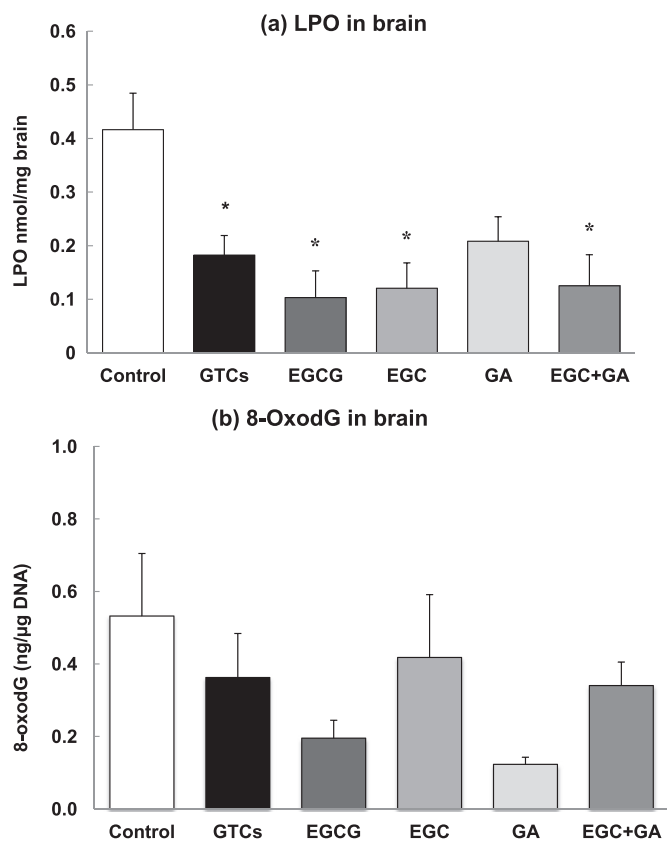 (a) LPO in brain
LPO nmol/mg brain
0.6
0.5
0.4
0.3
0.2
0.1
0
*
*
*
*
Control GTCs EGCG EGC GA EGC+GA
(b) 8-OxodG in brain
8-oxodG (ng/μg DNA)
1.0
0.8
0.6
0.4
0.2
0.0
Control GTCs EGCG EGC GA EGC+GA